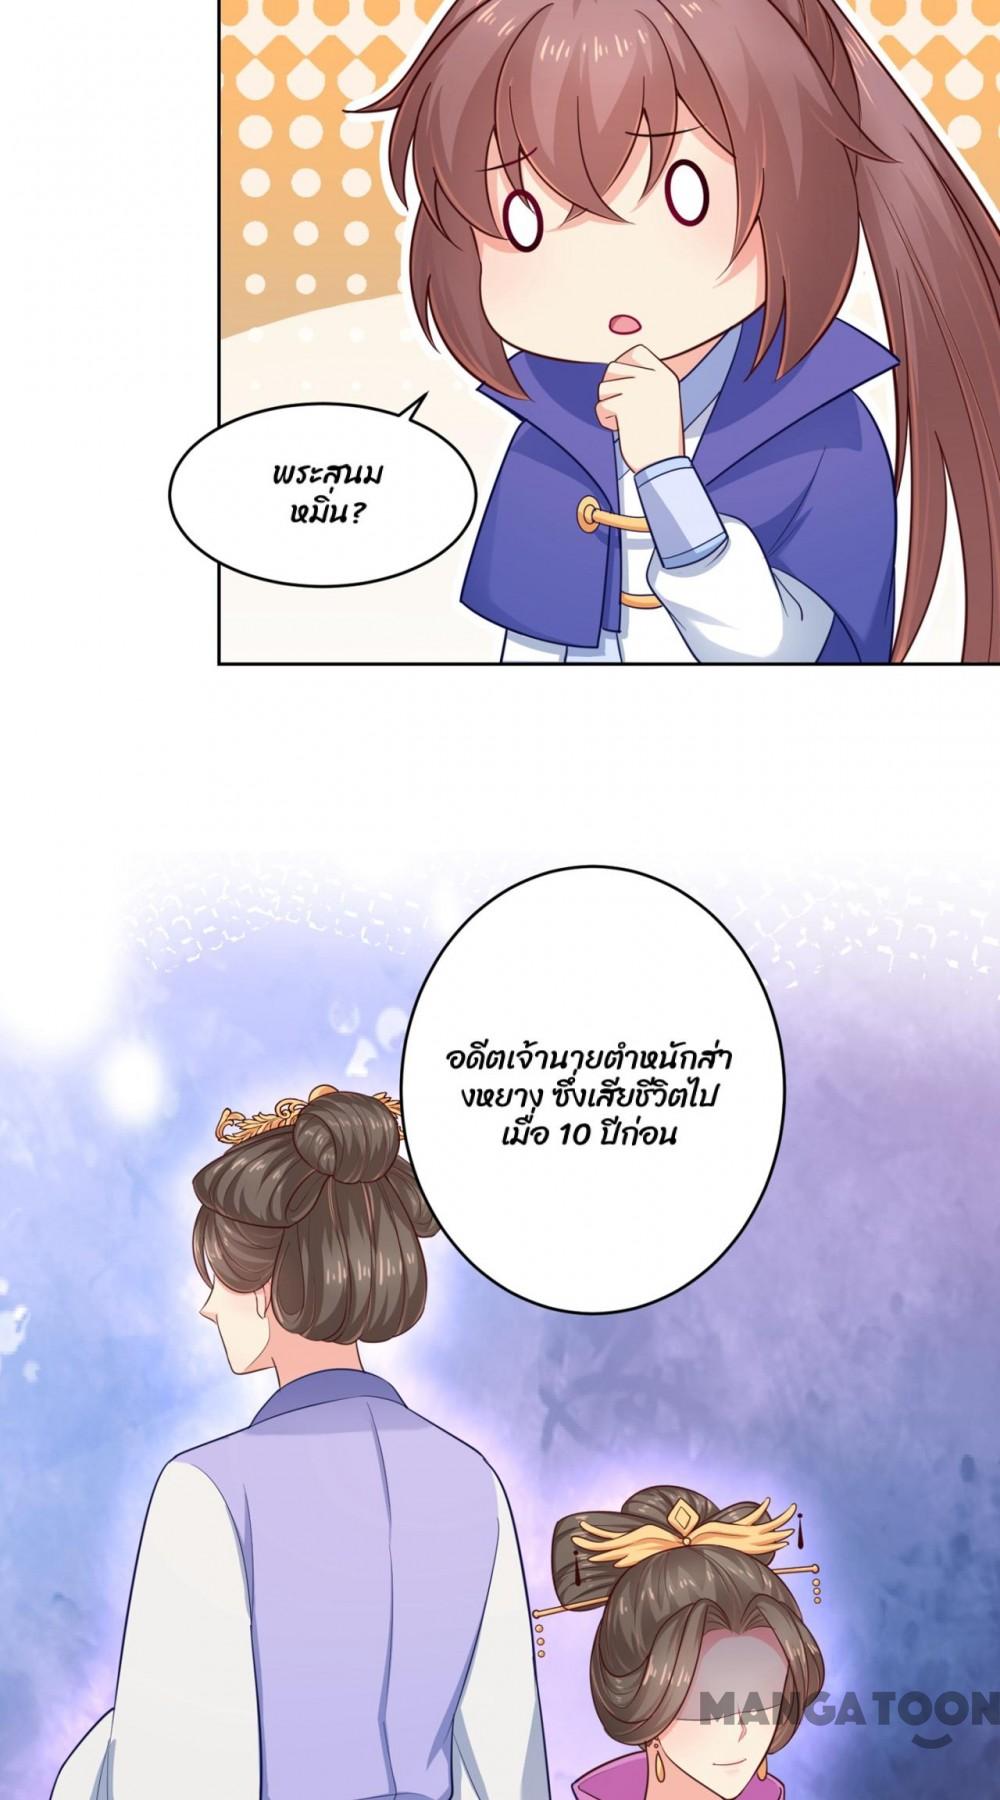 พระสนม
หมิ่น?
อดีตเจ้านายตำหนักส่า
งหยาง ซึ่งเสียชีวิตไป
เมื่อ 10 ปีก่อน
MANGATOON